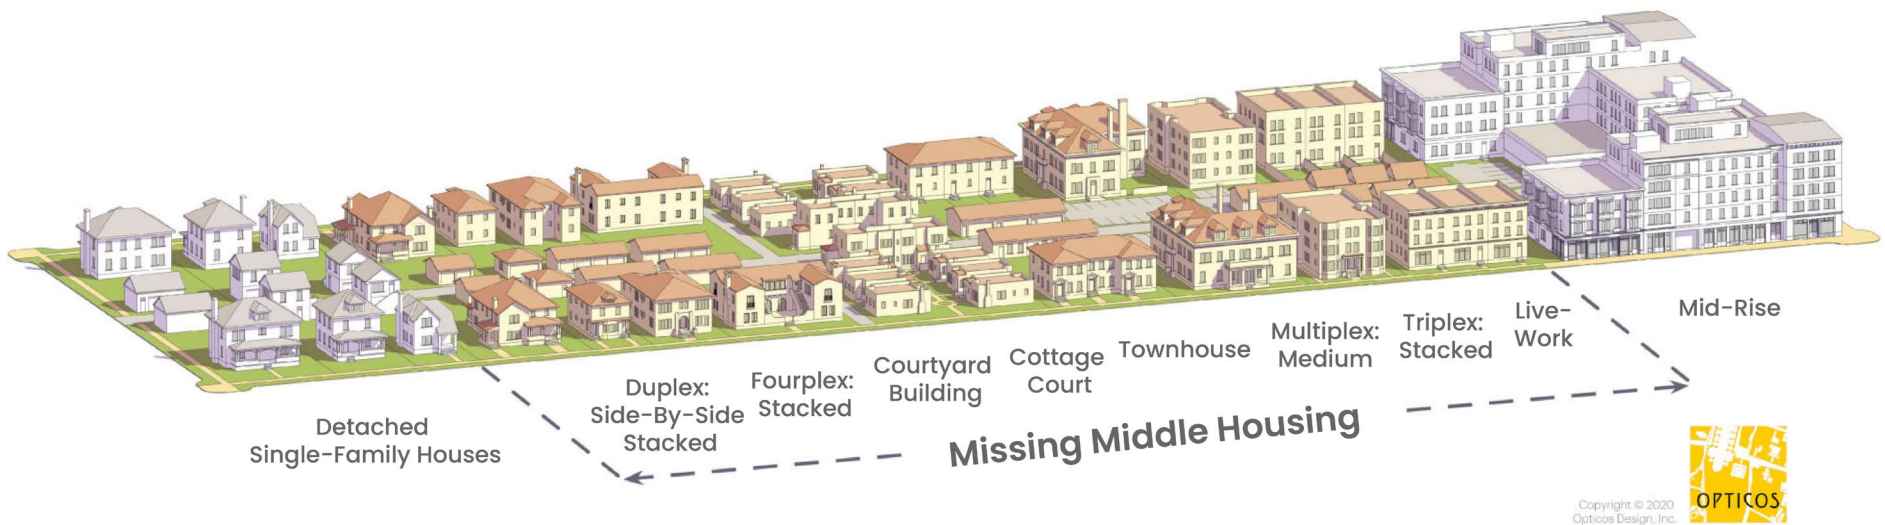 Detached
Single-Family Houses
Duplex:
Side-By-Side
Stacked
Fourplex:
Stacked
Courtyard
Building
Cottage
Court
Townhouse
Multiplex:
Medium
Triplex:
Stacked
Live-
Work
Mid-Rise
Missing Middle Housing
Copyright © 2020
Opticos Design, Inc.
OPTICOS